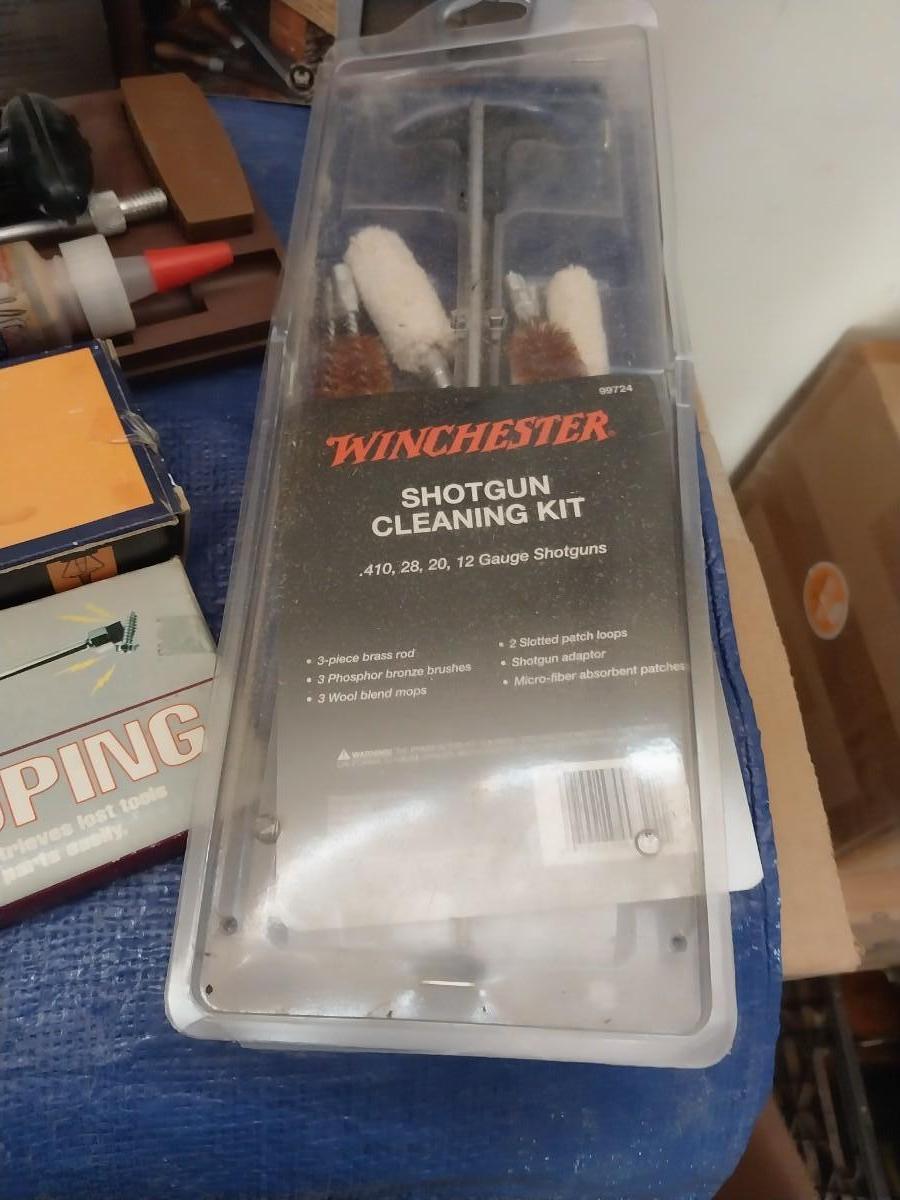 99724
WINCHESTER
SHOTGUN
CLEANING KIT
.410, 28, 20, 12 Gauge Shotguns
• 3-piece brass rod
• 3 Phosphor bronze brushes
• 3 Wool blend mops
• 2 Slotted patch loops
• Shotgun adaptor
• Micro-fiber absorbent patches
WARNING:
PING
trieves lost tools
parts easily.